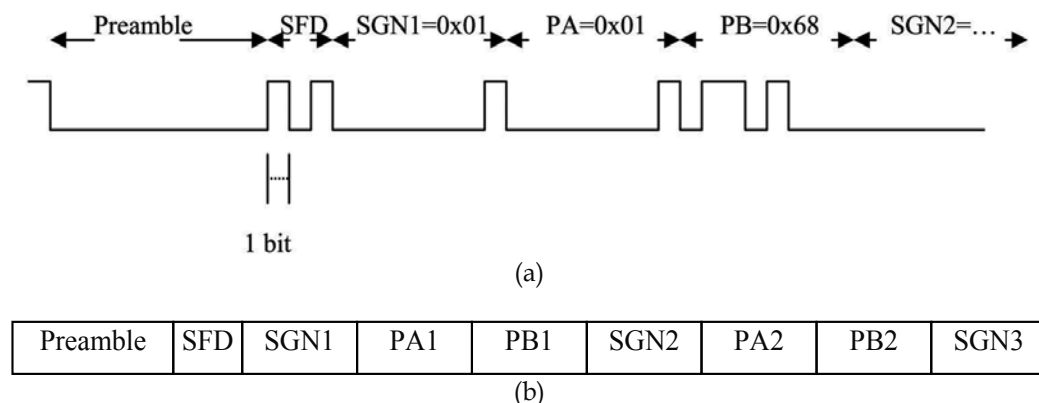 Preamble SFD SGN1=0x01 PA=0x01 PB=0x68 SGN2=…
1 bit
(a)
Preamble SFD SGN1 PA1 PB1 SGN2 PA2 PB2 SGN3
(b)